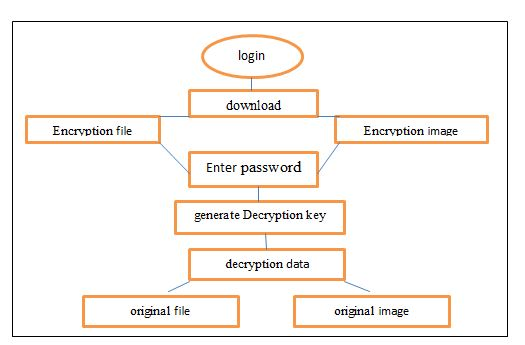 login
download
Encryption file
Encryption image
Enter password
generate Decryption key
decryption data
original file
original image